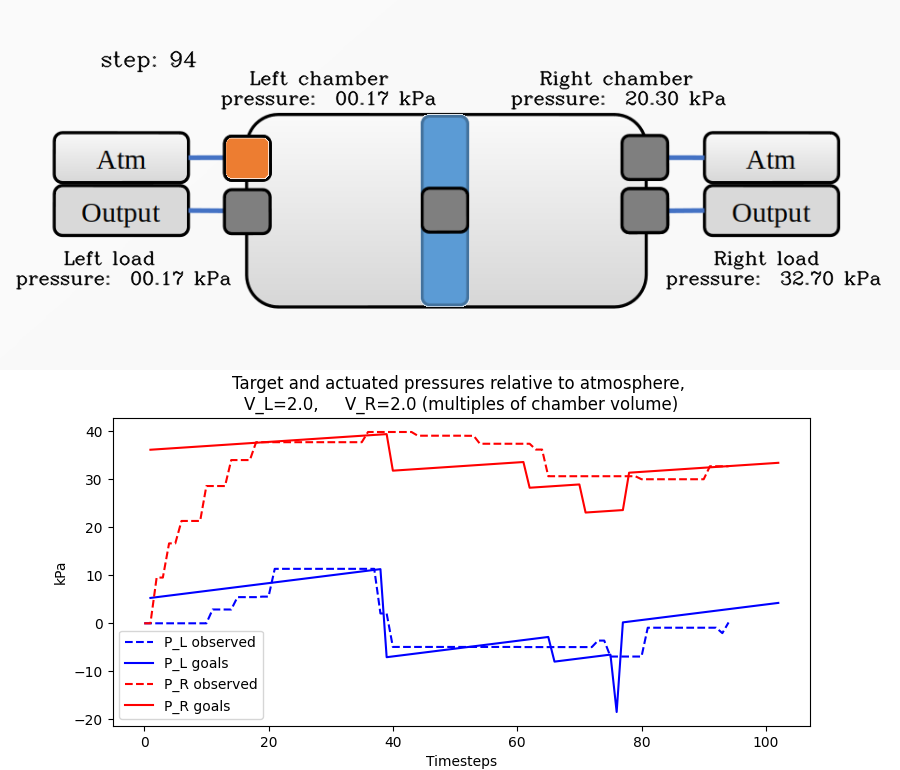 step: 94
Left chamber
pressure: 00.17 kPa
Right chamber
pressure: 20.30 kPa
Atm
Output
Atm
Output
Left load
pressure: 00.17 kPa
Right load
pressure: 32.70 kPa
Target and actuated pressures relative to atmosphere,
V_L=2.0, V_R=2.0 (multiples of chamber volume)
40
30
20
10
0
−10
−20
kPa
P_L observed
P_L goals
P_R observed
P_R goals
0 20 40 60 80 100
Timesteps